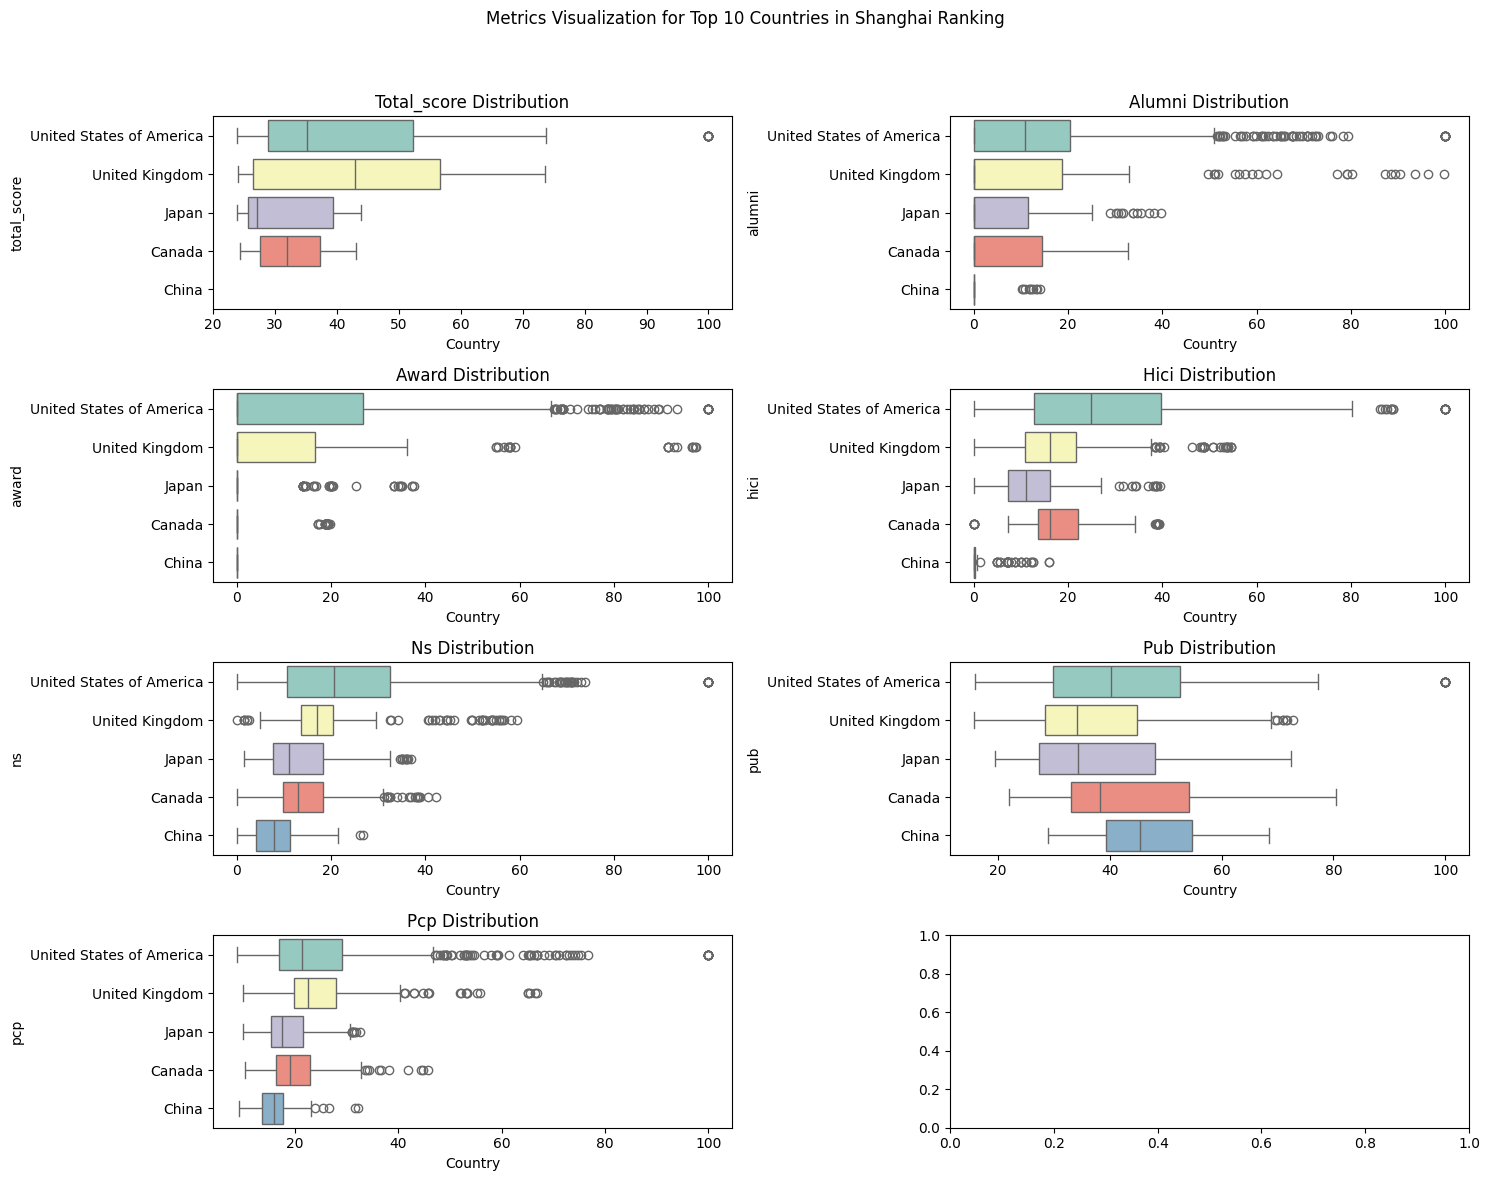 Metrics Visualization for Top 10 Countries in Shanghai Ranking
Total_score Distribution
total_score
United States of America
United Kingdom
Japan
Canada
China
20 30 40 50 60 70 80 90 100
Country
Alumni Distribution
alumni
United States of America
United Kingdom
Japan
Canada
China
0 20 40 60 80 100
Country
Award Distribution
award
United States of America
United Kingdom
Japan
Canada
China
0 20 40 60 80 100
Country
Hici Distribution
hici
United States of America
United Kingdom
Japan
Canada
China
0 20 40 60 80 100
Country
Ns Distribution
ns
United States of America
United Kingdom
Japan
Canada
China
0 20 40 60 80 100
Country
Pub Distribution
pub
United States of America
United Kingdom
Japan
Canada
China
20 40 60 80 100
Country
Pcp Distribution
pcp
United States of America
United Kingdom
Japan
Canada
China
20 40 60 80 100
Country
1.0
0.8
0.6
0.4
0.2
0.0
0.0 0.2 0.4 0.6 0.8 1.0